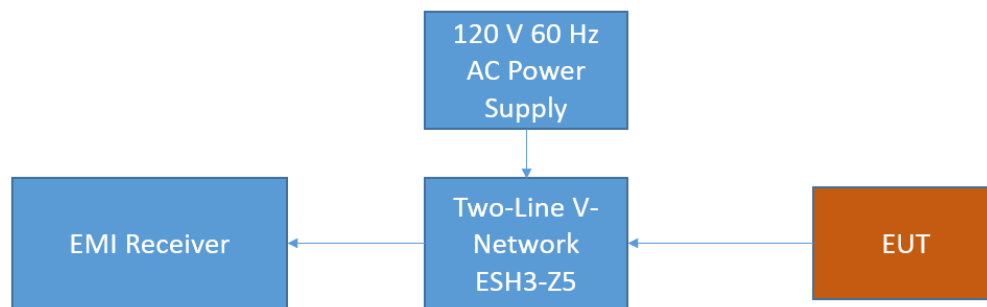 120 V 60 Hz
AC Power
Supply
EMI Receiver
Two-Line V-
Network
ESH3-Z5
EUT